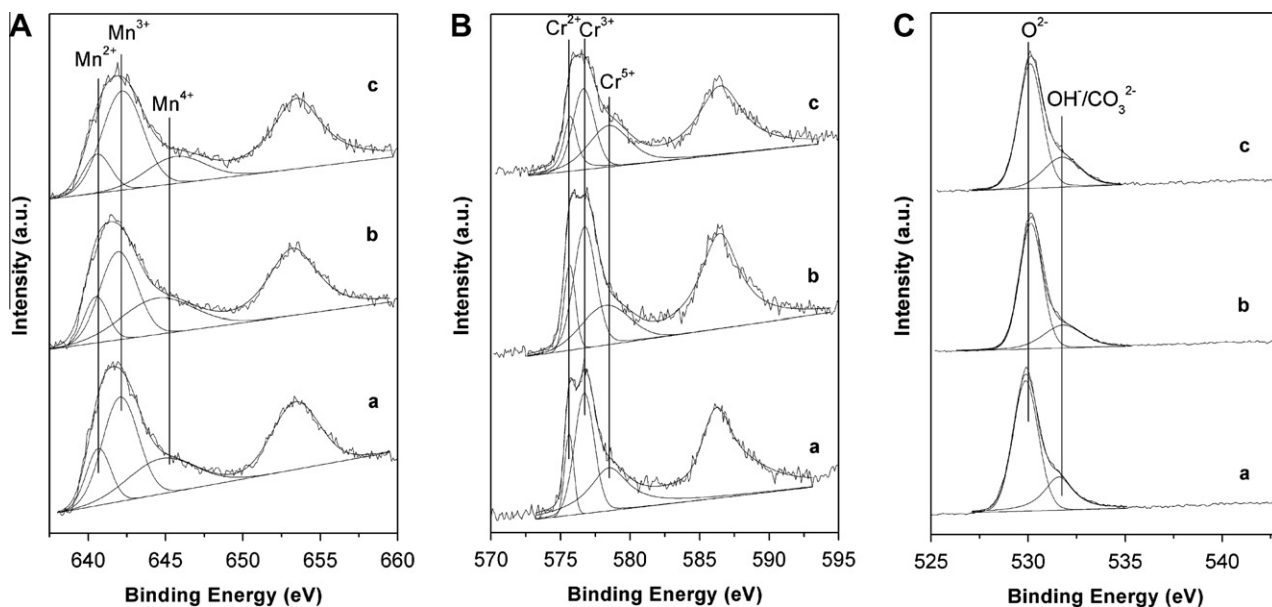 A
Mn²⁺
Mn³⁺
Mn⁴⁺
c
b
a
Intensity (a.u.)
640 645 650 655 660
Binding Energy (eV)
B
Cr²⁺ Cr³⁺
Cr⁵⁺
c
b
a
Intensity (a.u.)
570 575 580 585 590 595
Binding Energy (eV)
C
O²⁻
OH⁻/CO₃²⁻
c
b
a
Intensity (a.u.)
525 530 535 540
Binding Energy (eV)